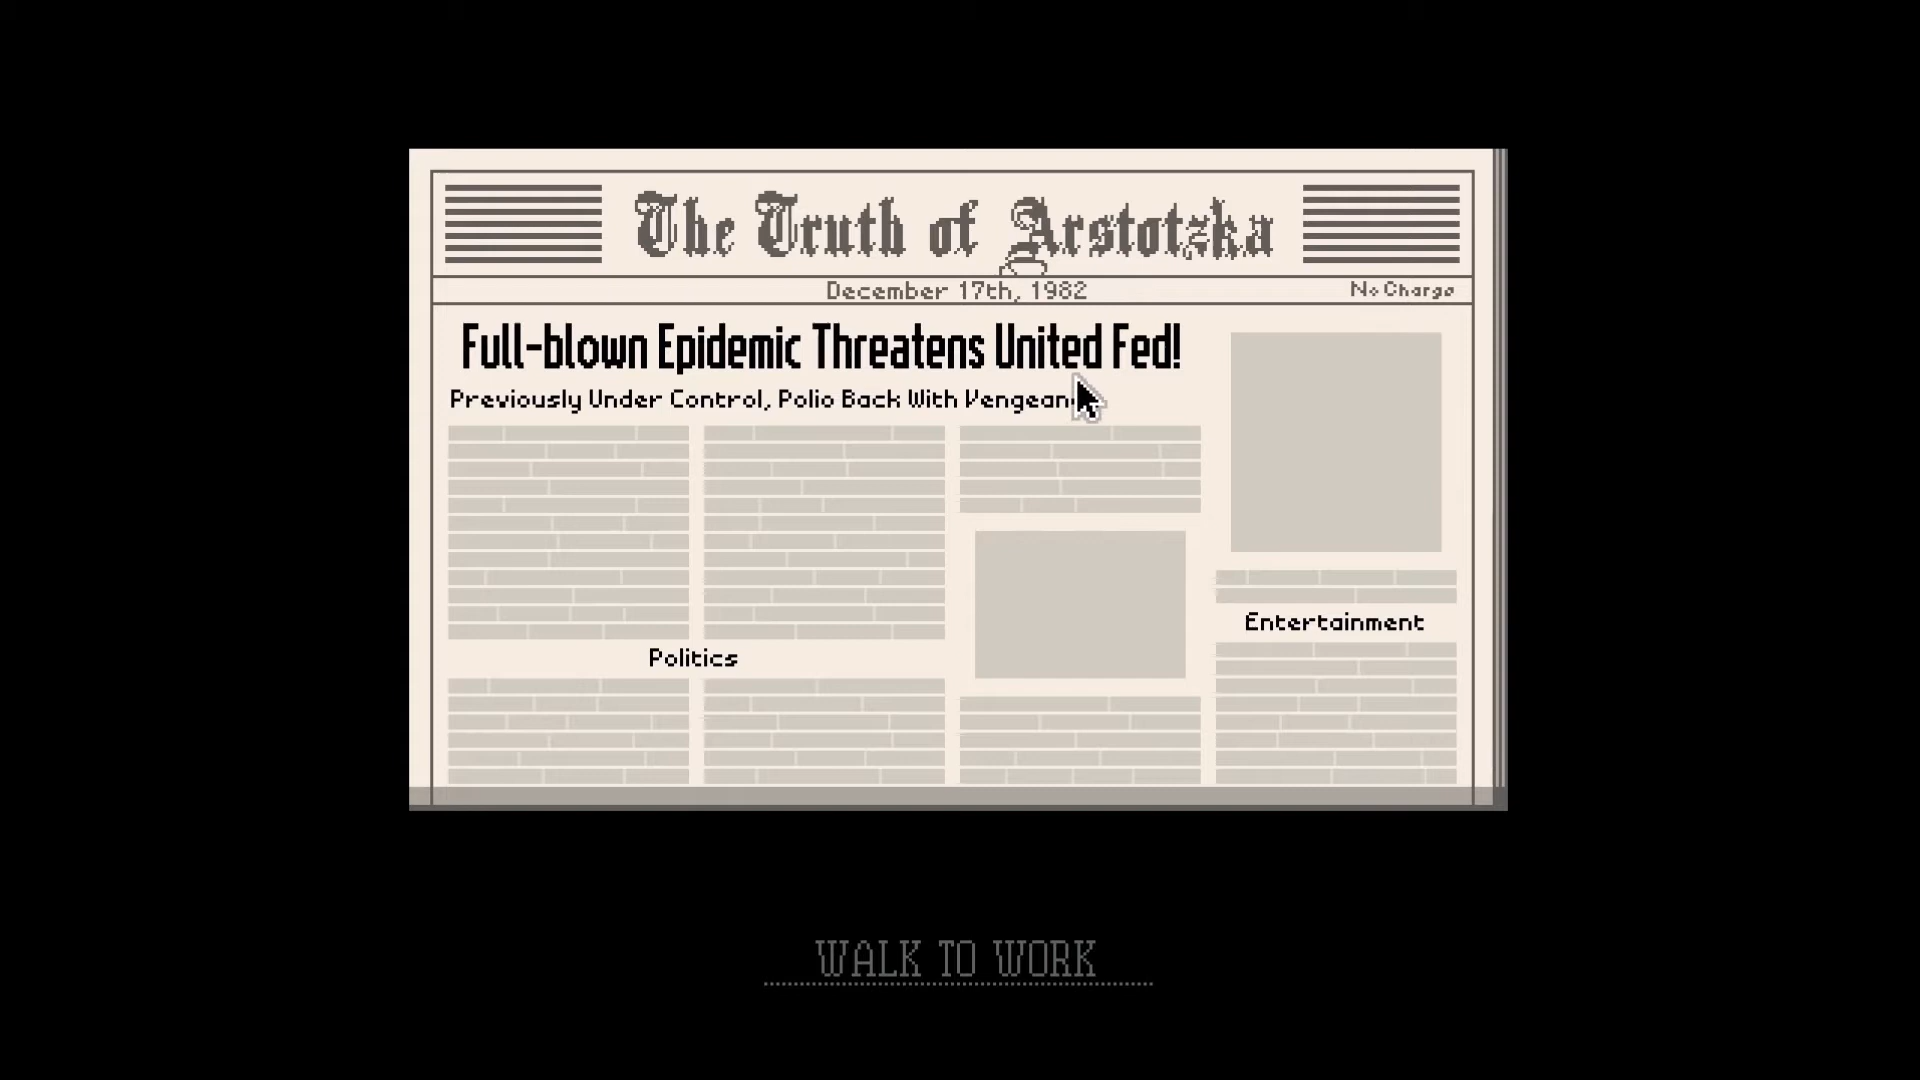 The Truth of Arstotzka
December 17th, 1982
No Charge
Full-blown Epidemic Threatens United Fed!
Previously Under Control, Polio Back With
Politics
Entertainment
WALK TO WORK